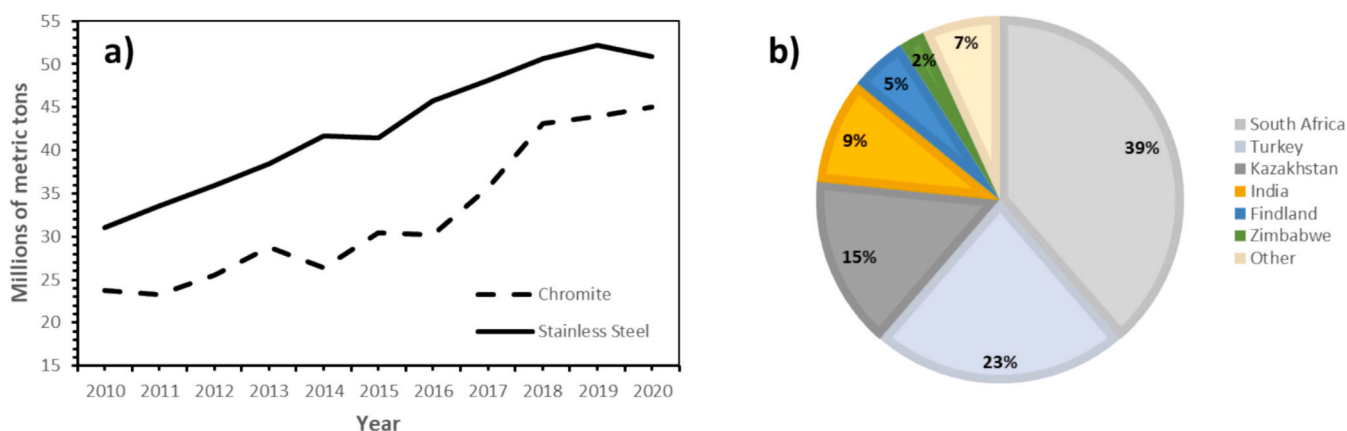 a)
Millions of metric tons
55
50
45
40
35
30
25
20
15
Chromite
Stainless Steel
2010 2011 2012 2013 2014 2015 2016 2017 2018 2019 2020
Year
b)
7%
2%
5%
9%
39%
15%
23%
South Africa
Turkey
Kazakhstan
India
Findland
Zimbabwe
Other